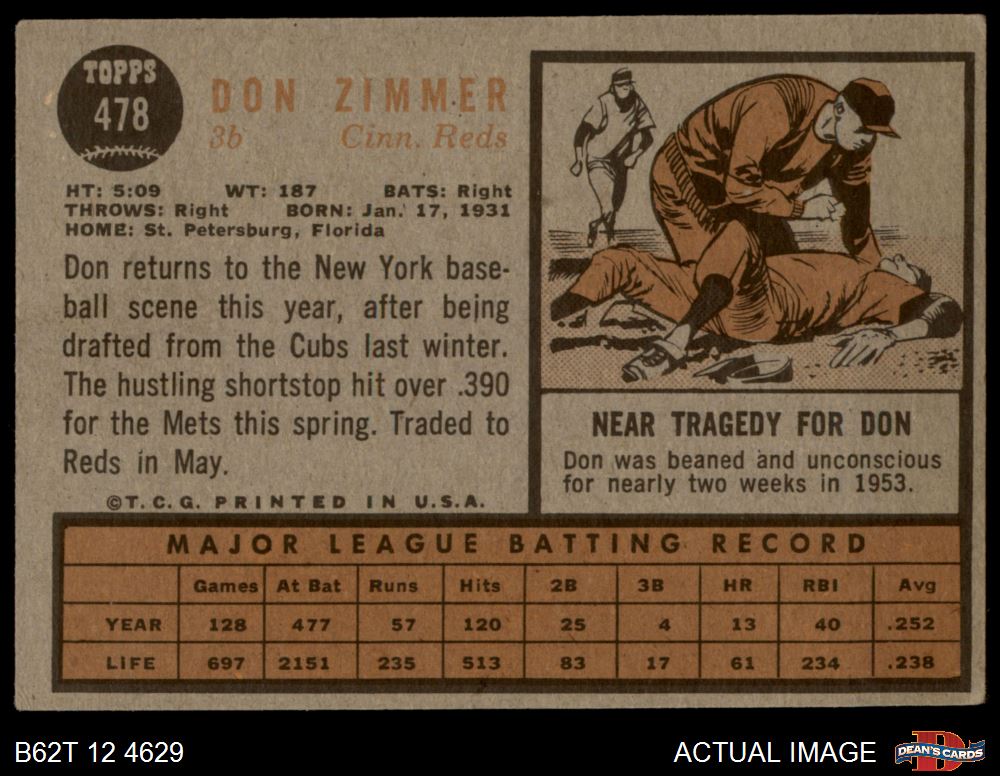 TOPPS
478
DON ZIMMER
3b Cinn. Reds
HT: 5:09 WT: 187 BATS: Right
THROWS: Right BORN: Jan. 17, 1931
HOME: St. Petersburg, Florida
Don returns to the New York base-
ball scene this year, after being
drafted from the Cubs last winter.
The hustling shortstop hit over .390
for the Mets this spring. Traded to
Reds in May.
©T.C.G. PRINTED IN U.S.A.
NEAR TRAGEDY FOR DON
Don was beaned and unconscious
for nearly two weeks in 1953.
MAJOR LEAGUE BATTING RECORD
Games At Bat Runs Hits 2B 3B HR RBI Avg
YEAR 128 477 57 120 25 4 13 40 .252
LIFE 697 2151 235 513 83 17 61 234 .238
B62T 12 4629
ACTUAL IMAGE
D
DEAN'S CARDS